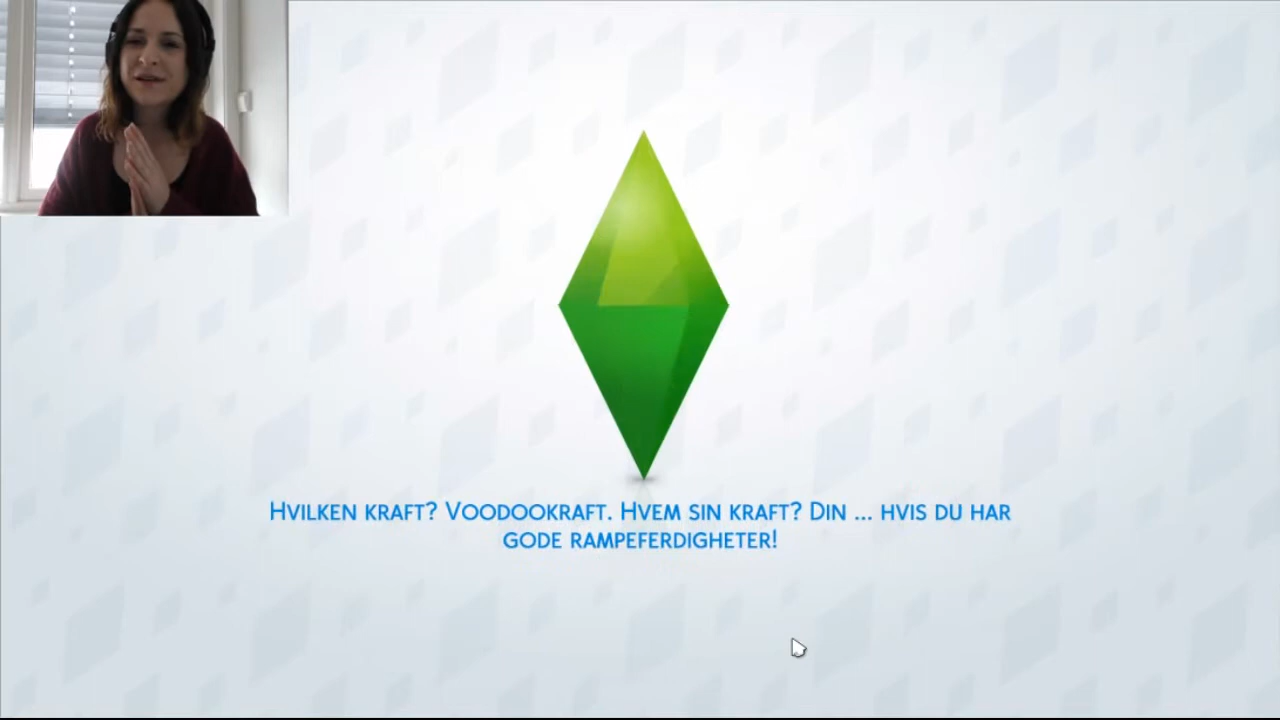 Hvilken kraft? Voodookraft. Hvem sin kraft? Din ... hvis du har
gode rampeferdigheter!